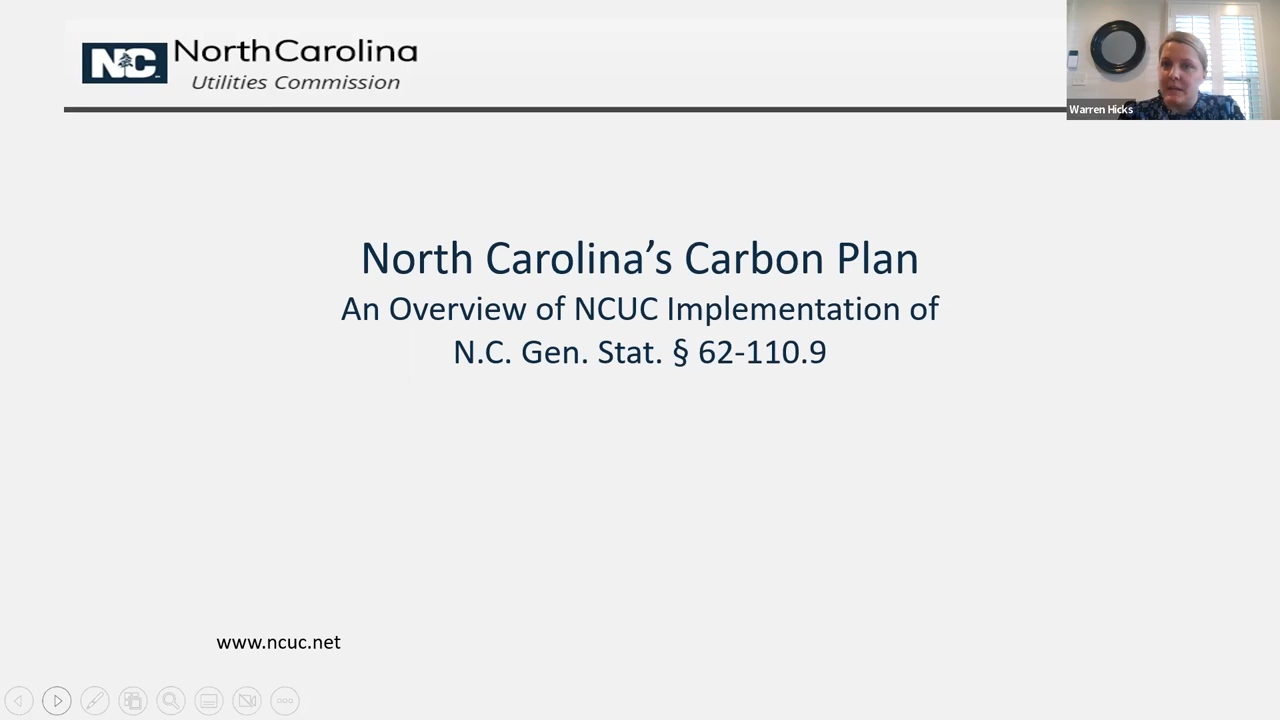 NC
North Carolina
Utilities Commission
Warren Hicks
North Carolina’s Carbon Plan
An Overview of NCUC Implementation of
N.C. Gen. Stat. § 62-110.9
www.ncuc.net